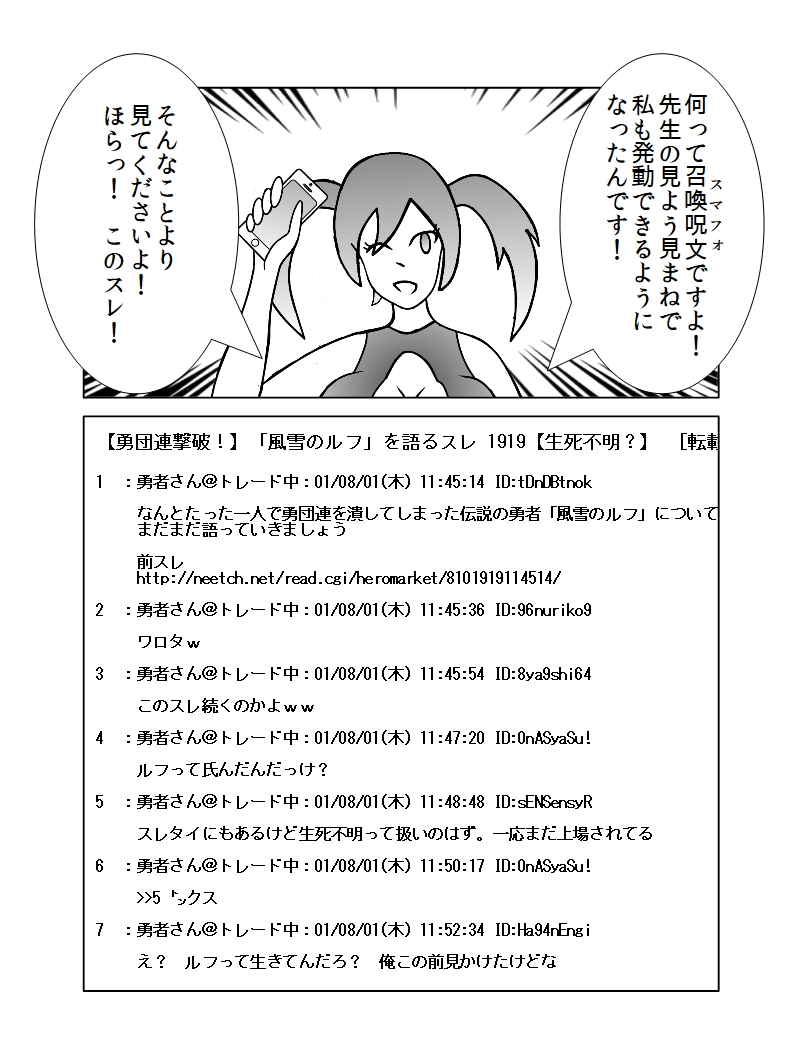 何って召喚呪文ですよ！
スマフォ
先生の見よう見まねで
私も発動できるように
なったんです！
そんなことより
見てくださいよ！
ほらっ！　このスレ！
【勇団連撃破！】「風雪のルフ」を語るスレ 1919【生死不明？】　［転載
1　：勇者さん＠トレード中：01/08/01(木) 11:45:14 ID:tDnDBtnok
なんとたった一人で勇団連を潰してしまった伝説の勇者「風雪のルフ」について
まだまだ語っていきましょう
前スレ
http://neetch.net/read.cgi/heromarket/8101919114514/
2　：勇者さん＠トレード中：01/08/01(木) 11:45:36 ID:96nuriko9
ワロタｗ
3　：勇者さん＠トレード中：01/08/01(木) 11:45:54 ID:8ya9shi64
このスレ続くのかよｗｗ
4　：勇者さん＠トレード中：01/08/01(木) 11:47:20 ID:0nASyaSu!
ルフって氏んだんだっけ？
5　：勇者さん＠トレード中：01/08/01(木) 11:48:48 ID:sENSensyR
スレタイにもあるけど生死不明って扱いのはず。一応まだ上場されてる
6　：勇者さん＠トレード中：01/08/01(木) 11:50:17 ID:0nASyaSu!
>>5 ㌧クス
7　：勇者さん＠トレード中：01/08/01(木) 11:52:34 ID:Ha94nEngi
え？　ルフって生きてんだろ？　俺この前見かけたけどな